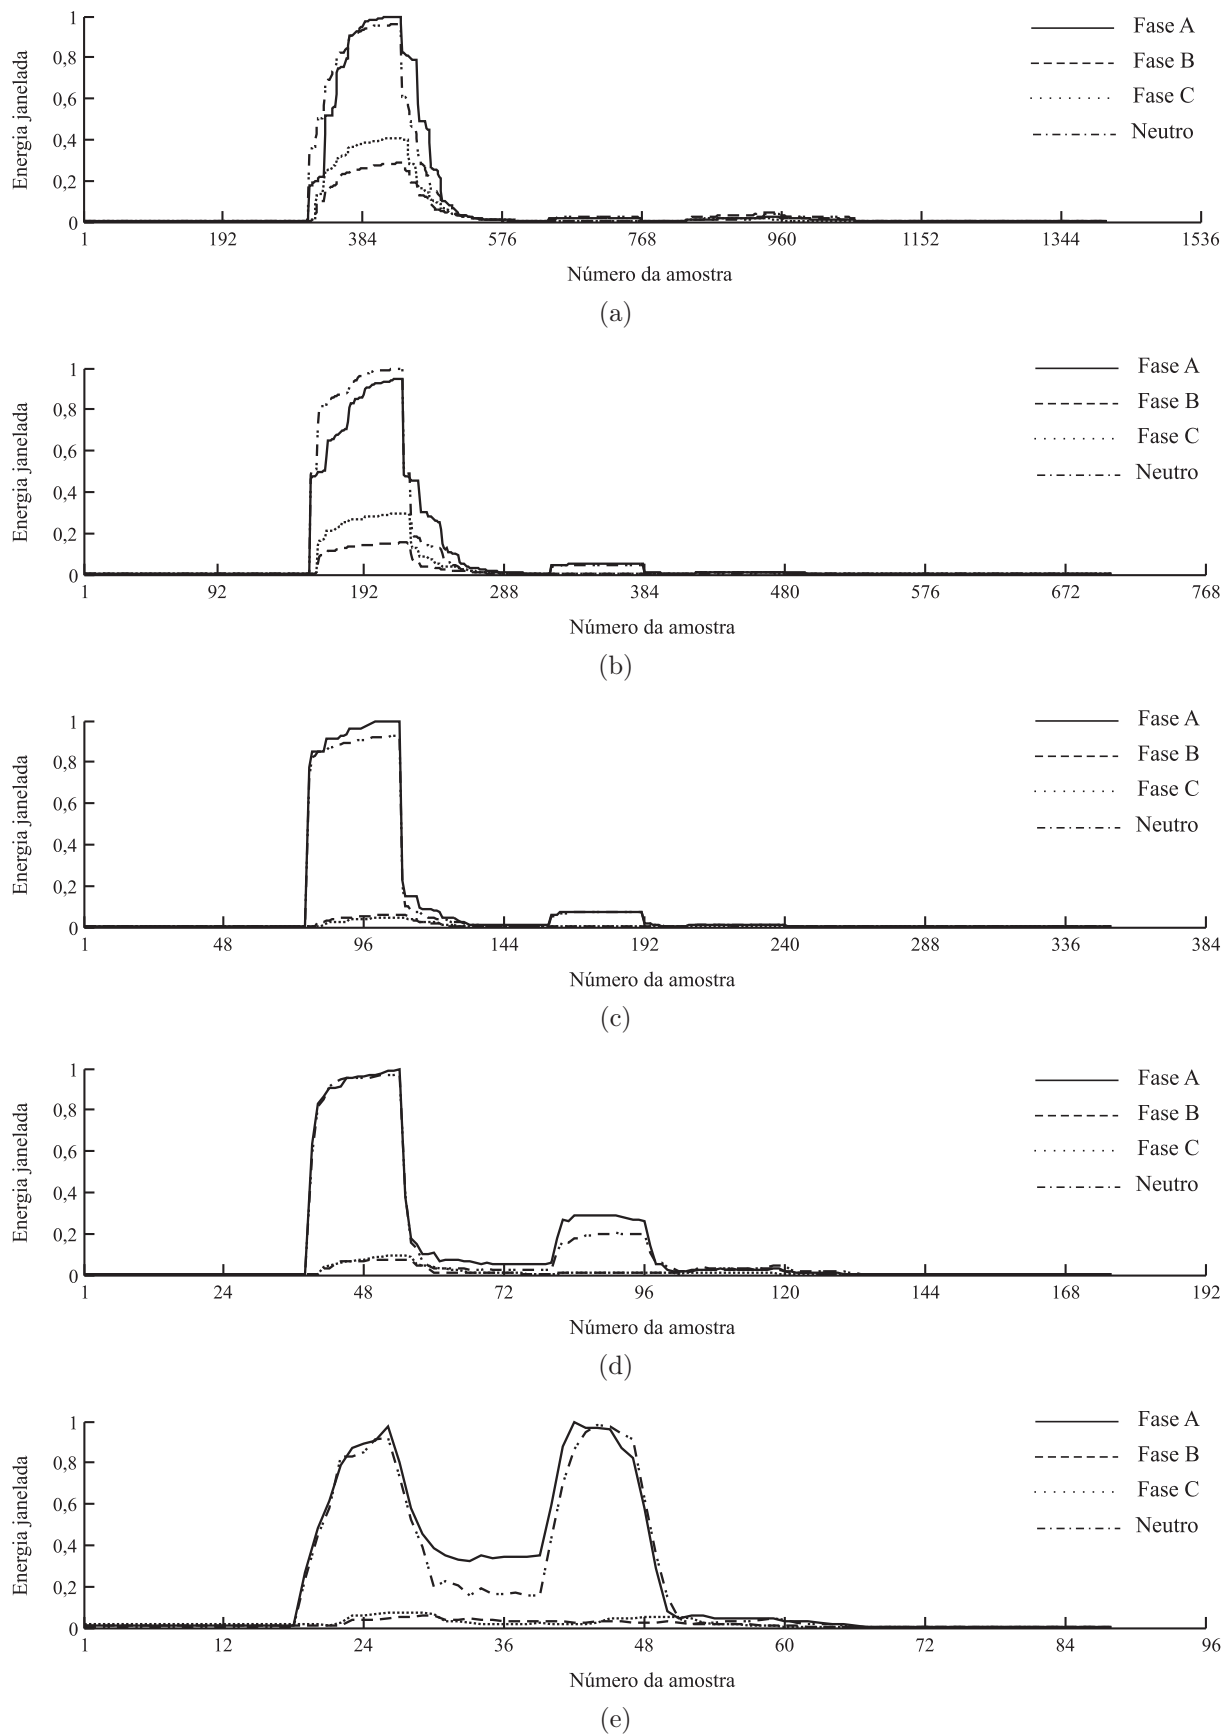 1
0,8
0,6
0,4
0,2
0
Energia janelada
Fase A
Fase B
Fase C
Neutro
1 192 384 576 768 960 1152 1344 1536
Número da amostra
(a)
1
0,8
0,6
0,4
0,2
0
Energia janelada
Fase A
Fase B
Fase C
Neutro
1 92 192 288 384 480 576 672 768
Número da amostra
(b)
1
0,8
0,6
0,4
0,2
0
Energia janelada
Fase A
Fase B
Fase C
Neutro
1 48 96 144 192 240 288 336 384
Número da amostra
(c)
1
0,8
0,6
0,4
0,2
0
Energia janelada
Fase A
Fase B
Fase C
Neutro
1 24 48 72 96 120 144 168 192
Número da amostra
(d)
1
0,8
0,6
0,4
0,2
0
Energia janelada
Fase A
Fase B
Fase C
Neutro
1 12 24 36 48 60 72 84 96
Número da amostra
(e)